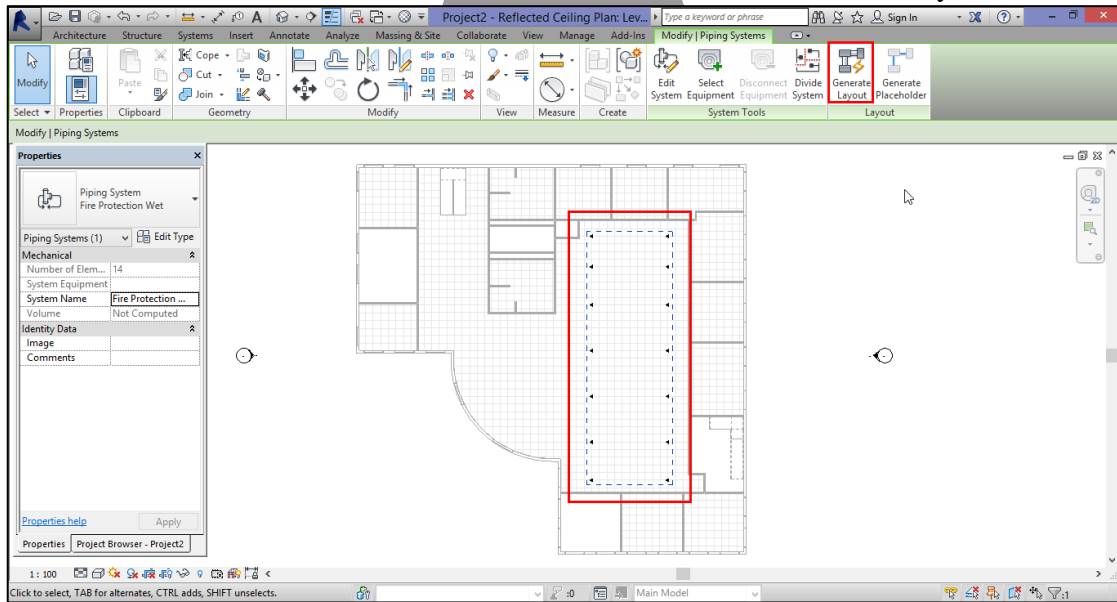 Project2 - Reflected Ceiling Plan: Lev...
Type a keyword or phrase
Sign In
Architecture Structure Systems Insert Annotate Analyze Massing & Site Collaborate View Manage Add-Ins Modify | Piping Systems
Modify
Paste
Cope
Cut
Join
Edit System
Select Equipment
Disconnect Equipment
Divide System
Generate Layout
Generate Placeholder
Select Properties Clipboard Geometry Modify View Measure Create System Tools Layout
Modify | Piping Systems
Properties
Piping System
Fire Protection Wet
Piping Systems (1) Edit Type
Mechanical
Number of Elem... 14
System Equipment
System Name Fire Protection ...
Volume Not Computed
Identity Data
Image
Comments
Properties help Apply
Properties Project Browser - Project2
1 : 100
Click to select, TAB for alternates, CTRL adds, SHIFT unselects. :0 Main Model :1